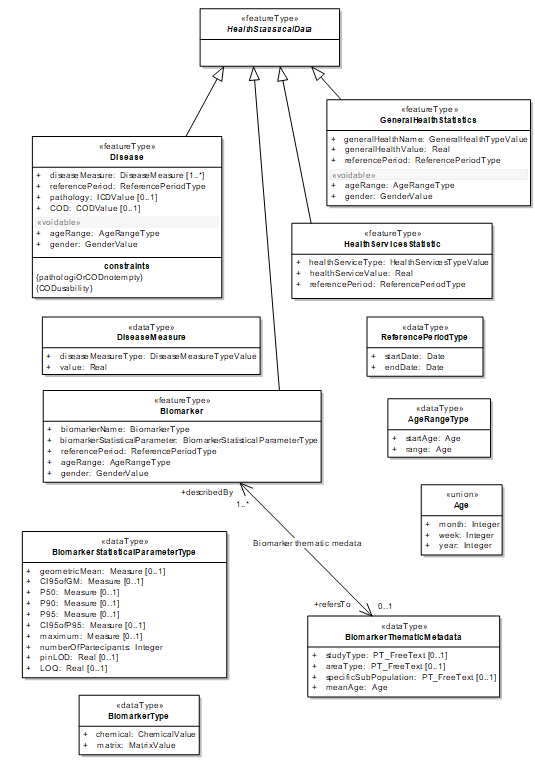 «featureType»
HealthStatisticalData
«featureType»
GeneralHealthStatistics
+ generalHealthName: GeneralHealthTypeValue
+ generalHealthValue: Real
+ referencePeriod: ReferencePeriodType
«voidable»
+ ageRange: AgeRangeType
+ gender: GenderValue
«featureType»
Disease
+ diseaseMeasure: DiseaseMeasure [1..*]
+ referencePeriod: ReferencePeriodType
+ pathology: ICDValue [0..1]
+ COD: CODValue [0..1]
«voidable»
+ ageRange: AgeRangeType
+ gender: GenderValue
constraints
{pathologiOrCODnotempty}
{CODusability}
«featureType»
HealthServicesStatistic
+ healthServiceType: HealthServicesTypeValue
+ healthServiceValue: Real
+ referencePeriod: ReferencePeriodType
«dataType»
DiseaseMeasure
+ diseaseMeasureType: DiseaseMeasureTypeValue
+ value: Real
«dataType»
ReferencePeriodType
+ startDate: Date
+ endDate: Date
«featureType»
Biomarker
+ biomarkerName: BiomarkerType
+ biomarkerStatisticalParameter: BiomarkerStatisticalParameterType
+ referencePeriod: ReferencePeriodType
+ ageRange: AgeRangeType
+ gender: GenderValue
«dataType»
AgeRangeType
+ startAge: Age
+ range: Age
«union»
Age
+ month: Integer
+ week: Integer
+ year: Integer
+describedBy
1..*
Biomarker thematic medata
+refersTo
0..1
«dataType»
BiomarkerStatisticalParameterType
+ geometricMean: Measure [0..1]
+ CI95ofGM: Measure [0..1]
+ P50: Measure [0..1]
+ P90: Measure [0..1]
+ P95: Measure [0..1]
+ CI95ofP95: Measure [0..1]
+ maximum: Measure [0..1]
+ numberOfPartecipants: Integer
+ pinLOD: Real [0..1]
+ LOQ: Real [0..1]
«dataType»
BiomarkerThematicMetadata
+ studyType: PT_FreeText [0..1]
+ areaType: PT_FreeText [0..1]
+ specificSubPopulation: PT_FreeText [0..1]
+ meanAge: Age
«dataType»
BiomarkerType
+ chemical: ChemicalValue
+ matrix: MatrixValue